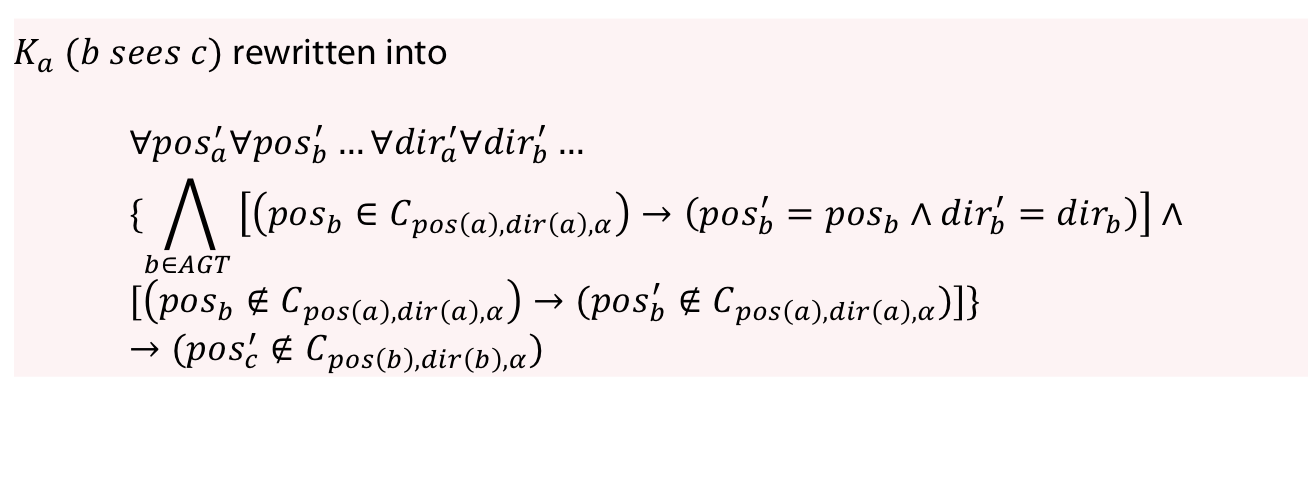 K_a (b sees c) rewritten into
∀pos′_a∀pos′_b … ∀dir′_a∀dir′_b …
{ ⋀_{b∈AGT} [(pos_b ∈ C_{pos(a),dir(a),α}) → (pos′_b = pos_b ∧ dir′_b = dir_b)] ∧
[(pos_b ∉ C_{pos(a),dir(a),α}) → (pos′_b ∉ C_{pos(a),dir(a),α})]}
→ (pos′_c ∉ C_{pos(b),dir(b),α})